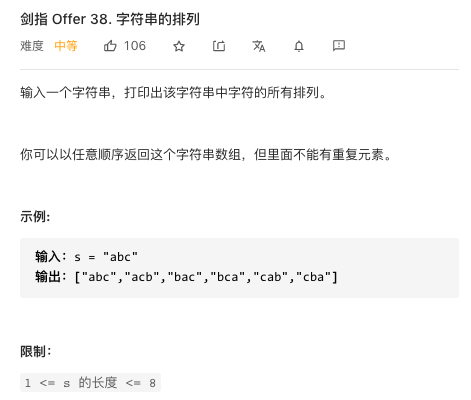 剑指 Offer 38. 字符串的排列
难度 中等 106
输入一个字符串，打印出该字符串中字符的所有排列。
你可以以任意顺序返回这个字符串数组，但里面不能有重复元素。
示例:
输入：s = "abc"
输出：["abc","acb","bac","bca","cab","cba"]
限制：
1 <= s 的长度 <= 8